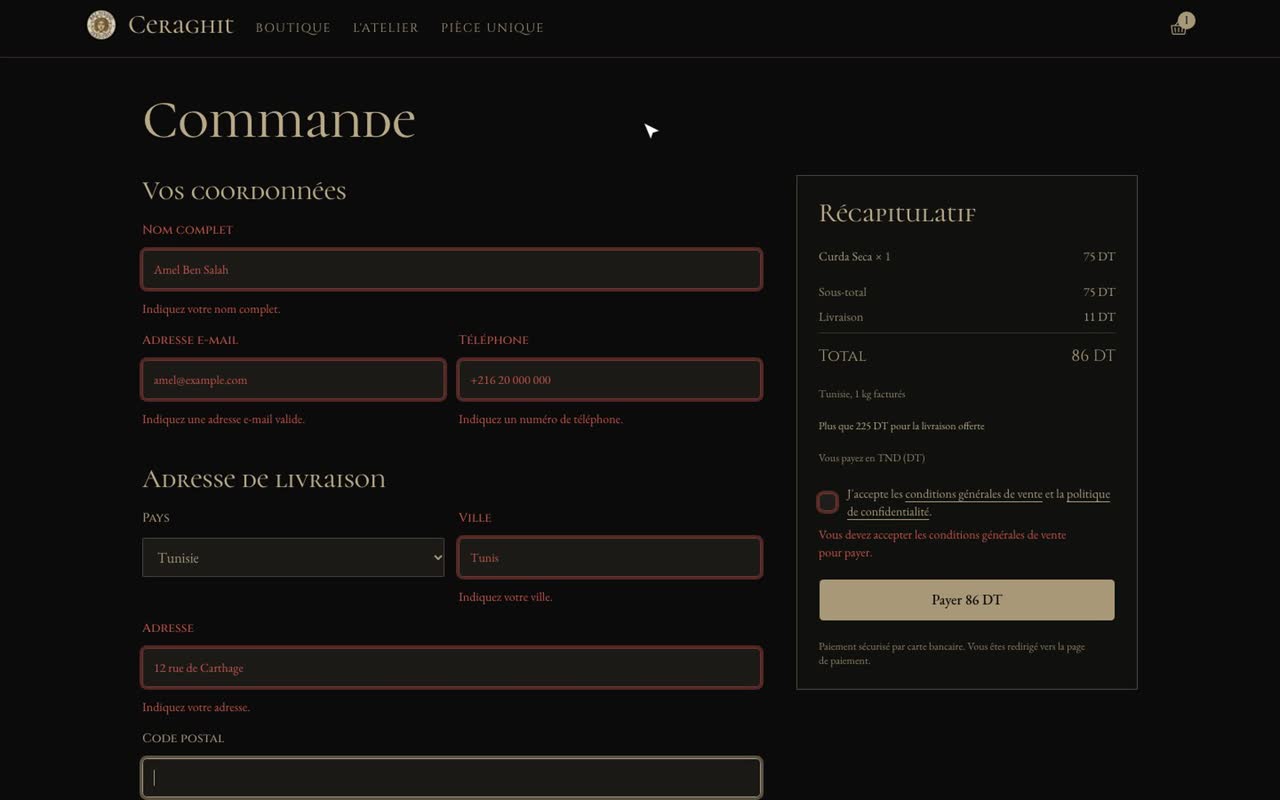 Ceraghit BOUTIQUE L'ATELIER PIÈCE UNIQUE 1
Commande
Vos coordonnées
Nom complet
Amel Ben Salah
Indiquez votre nom complet.
Adresse e-mail Téléphone
amel@example.com +216 20 000 000
Indiquez une adresse e-mail valide. Indiquez un numéro de téléphone.
Adresse de livraison
Pays Ville
Tunisie Tunis
Indiquez votre ville.
Adresse
12 rue de Carthage
Indiquez votre adresse.
Code postal
Récapitulatif
Curda Seca × 1 75 DT
Sous-total 75 DT
Livraison 11 DT
Total 86 DT
Tunisie, 1 kg facturés
Plus que 225 DT pour la livraison offerte
Vous payez en TND (DT)
J'accepte les conditions générales de vente et la politique
de confidentialité.
Vous devez accepter les conditions générales de vente
pour payer.
Payer 86 DT
Paiement sécurisé par carte bancaire. Vous êtes redirigé vers la page
de paiement.